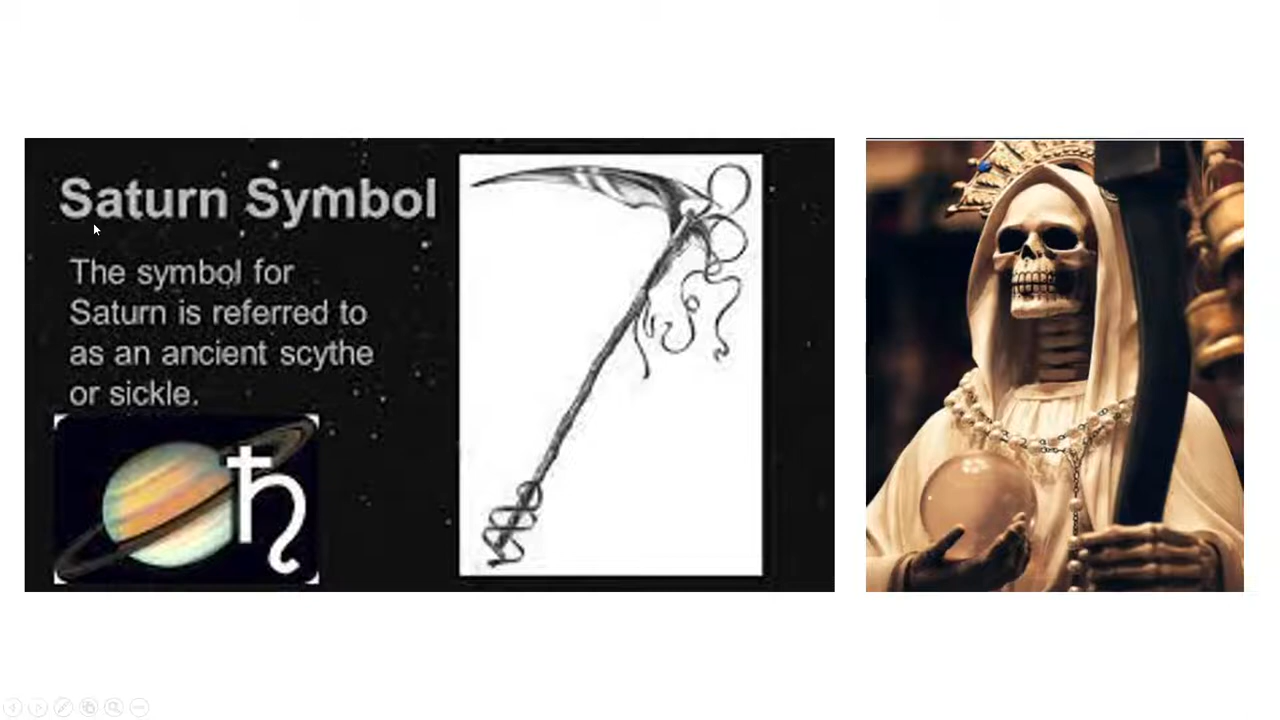 Saturn Symbol
The symbol for
Saturn is referred to
as an ancient scythe
or sickle.